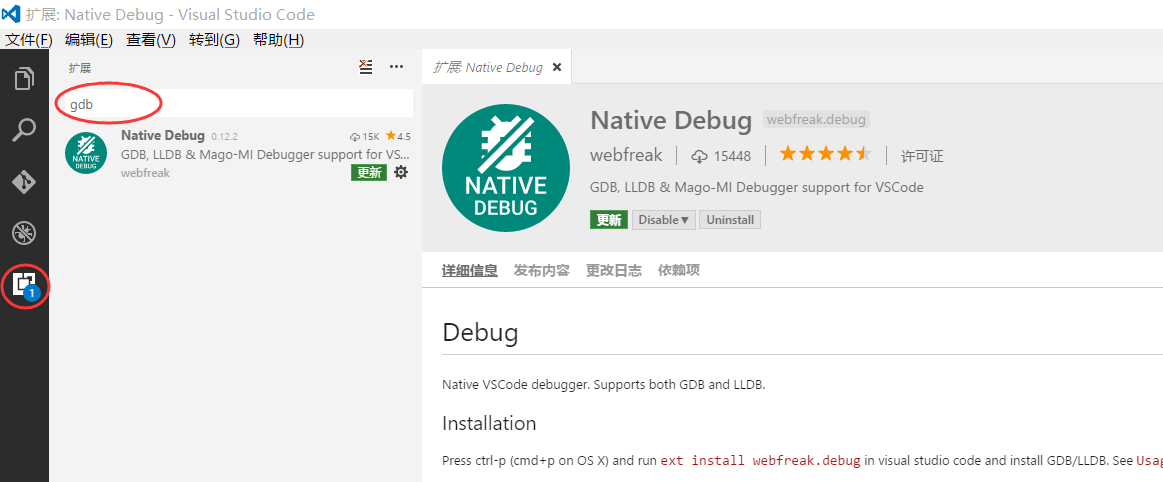 扩展: Native Debug - Visual Studio Code
文件(F) 编辑(E) 查看(V) 转到(G) 帮助(H)
扩展
gdb
Native Debug 0.12.2 15K 4.5
GDB, LLDB & Mago-MI Debugger support for VS...
webfreak 更新
1
扩展: Native Debug
NATIVE DEBUG
NATIVE
DEBUG
Native Debug webfreak.debug
webfreak 15448 许可证
GDB, LLDB & Mago-MI Debugger support for VSCode
更新 Disable Uninstall
详细信息 发布内容 更改日志 依赖项
Debug
Native VSCode debugger. Supports both GDB and LLDB.
Installation
Press ctrl-p (cmd+p on OS X) and run ext install webfreak.debug in visual studio code and install GDB/LLDB. See Usag